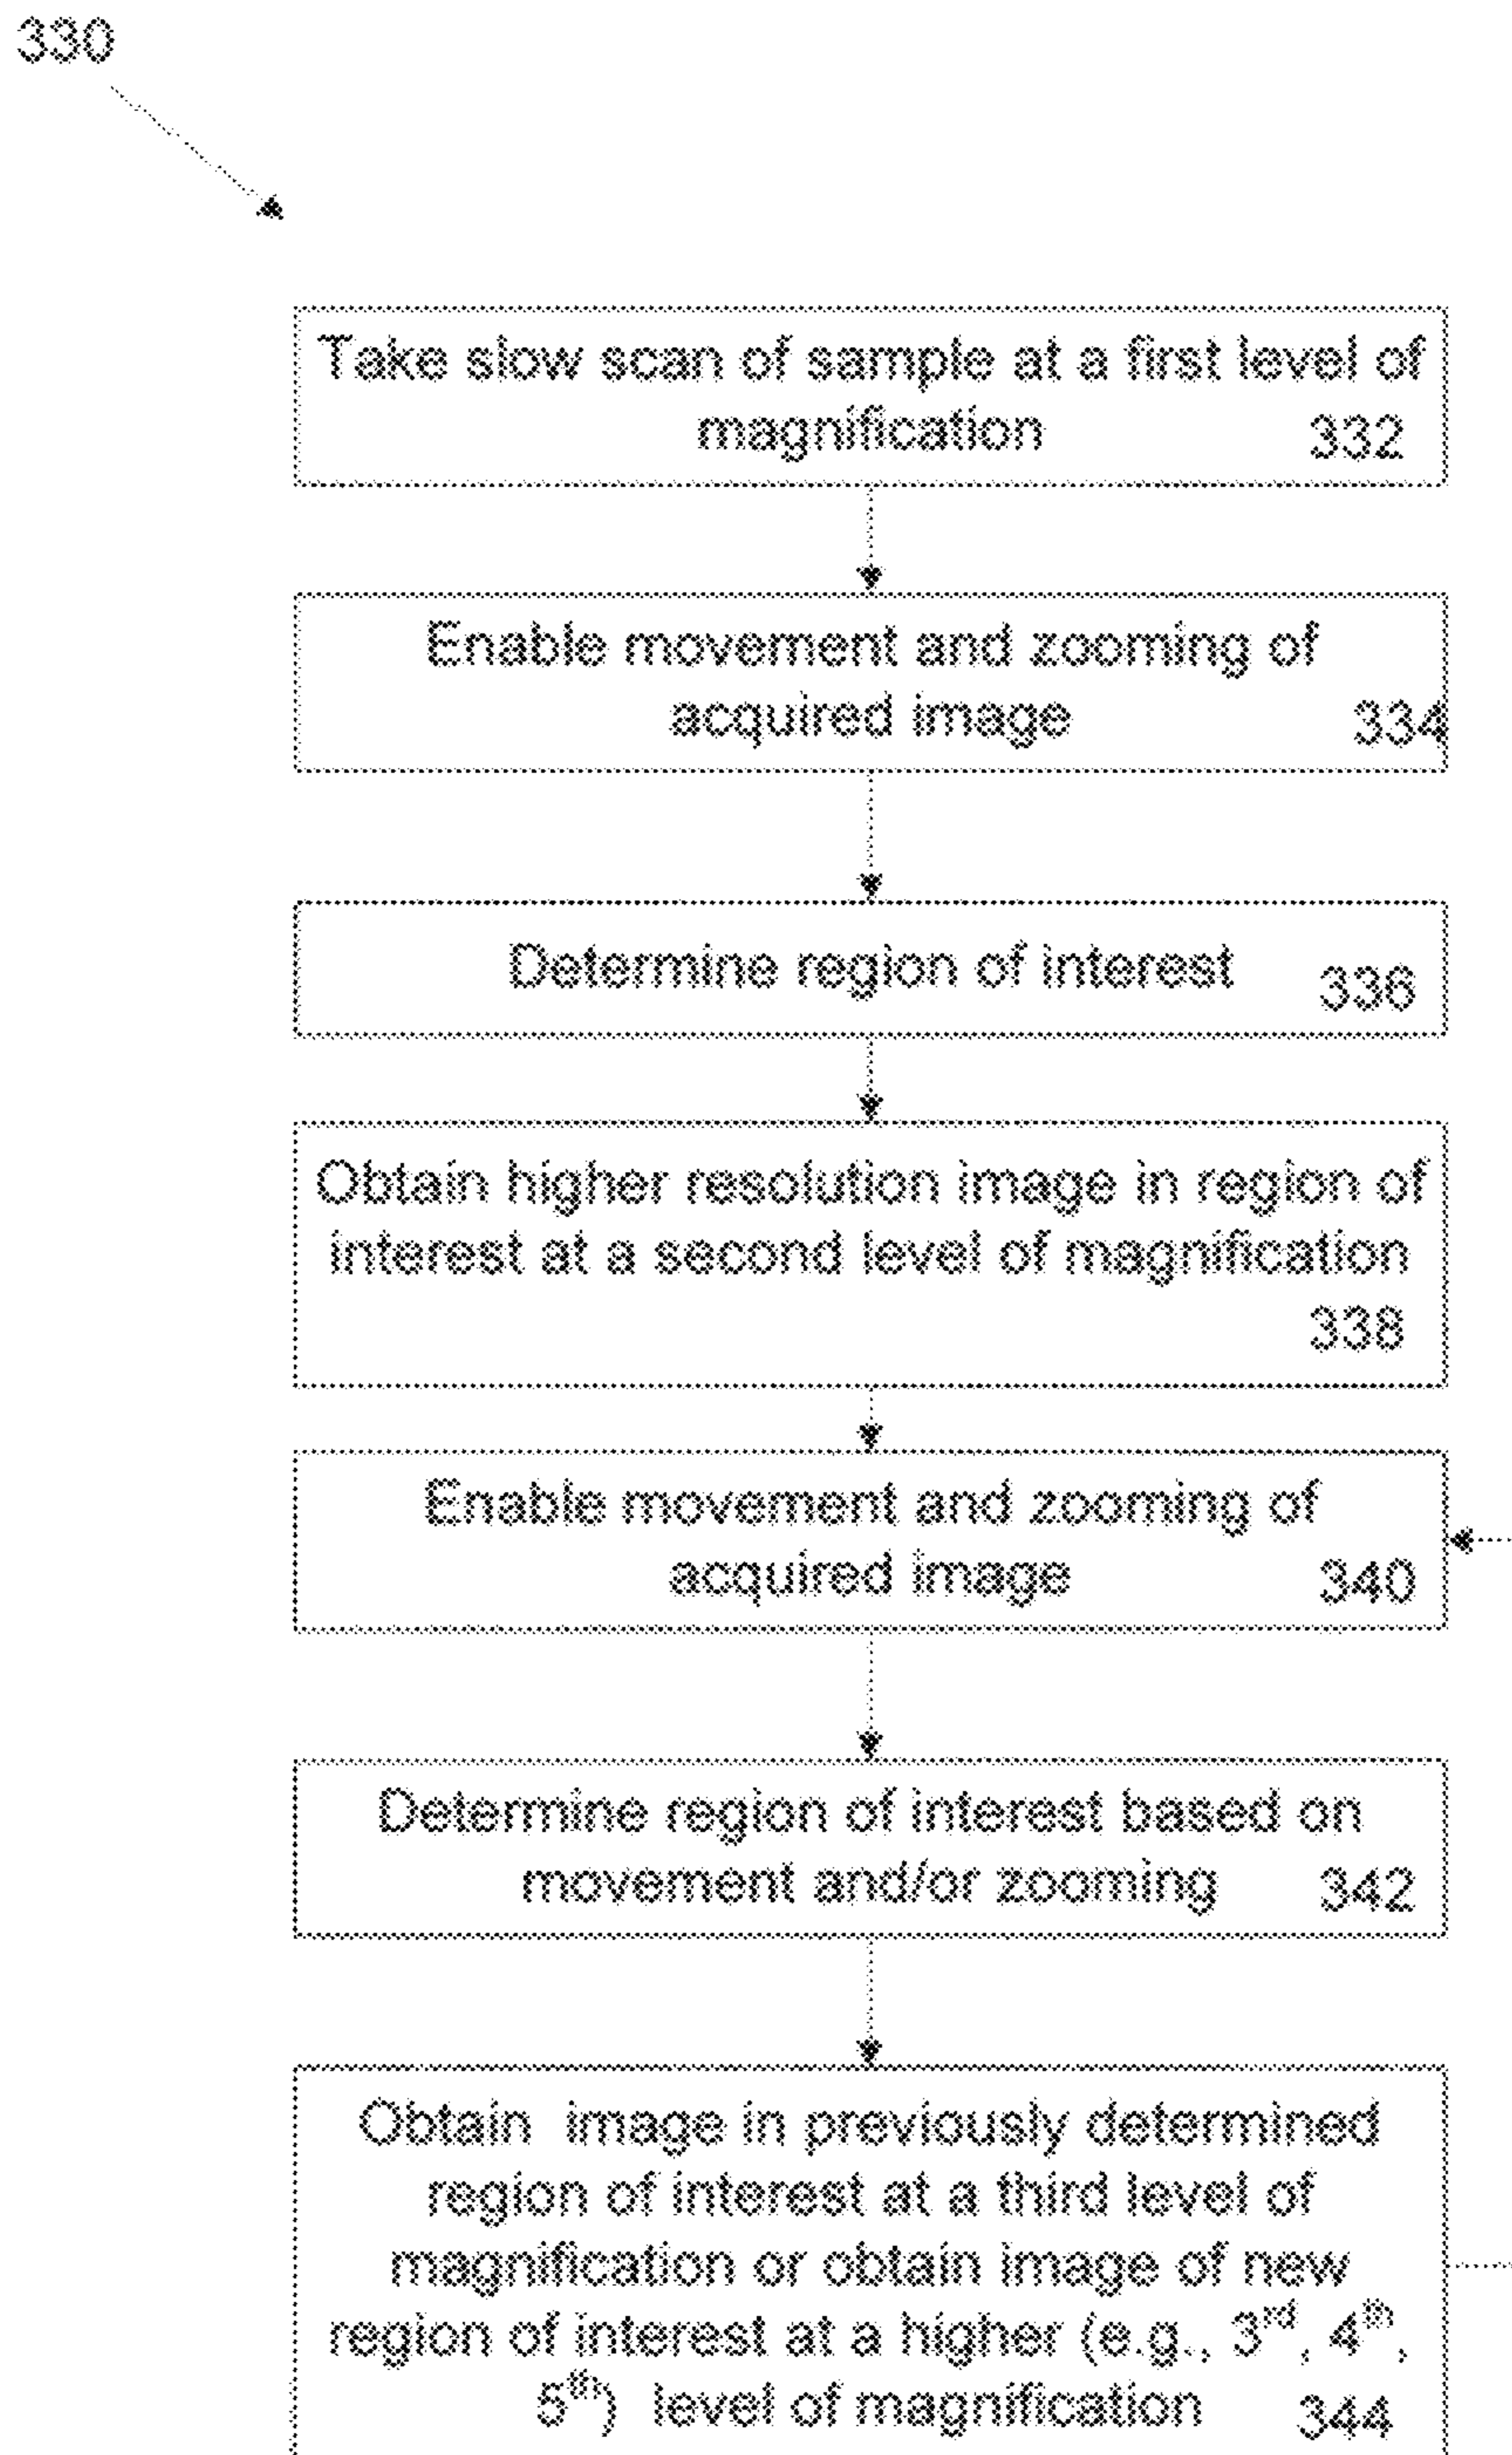 330
Take slow scan of sample at a first level of
magnification 332
Enable movement and zooming of
acquired image 334
Determine region of interest 336
Obtain higher resolution image in region of
interest at a second level of magnification
338
Enable movement and zooming of
acquired image 340
Determine region of interest based on
movement and/or zooming 342
Obtain image in previously determined
region of interest at a third level of
magnification or obtain image of new
region of interest at a higher (e.g., 3rd, 4th,
5th) level of magnification 344